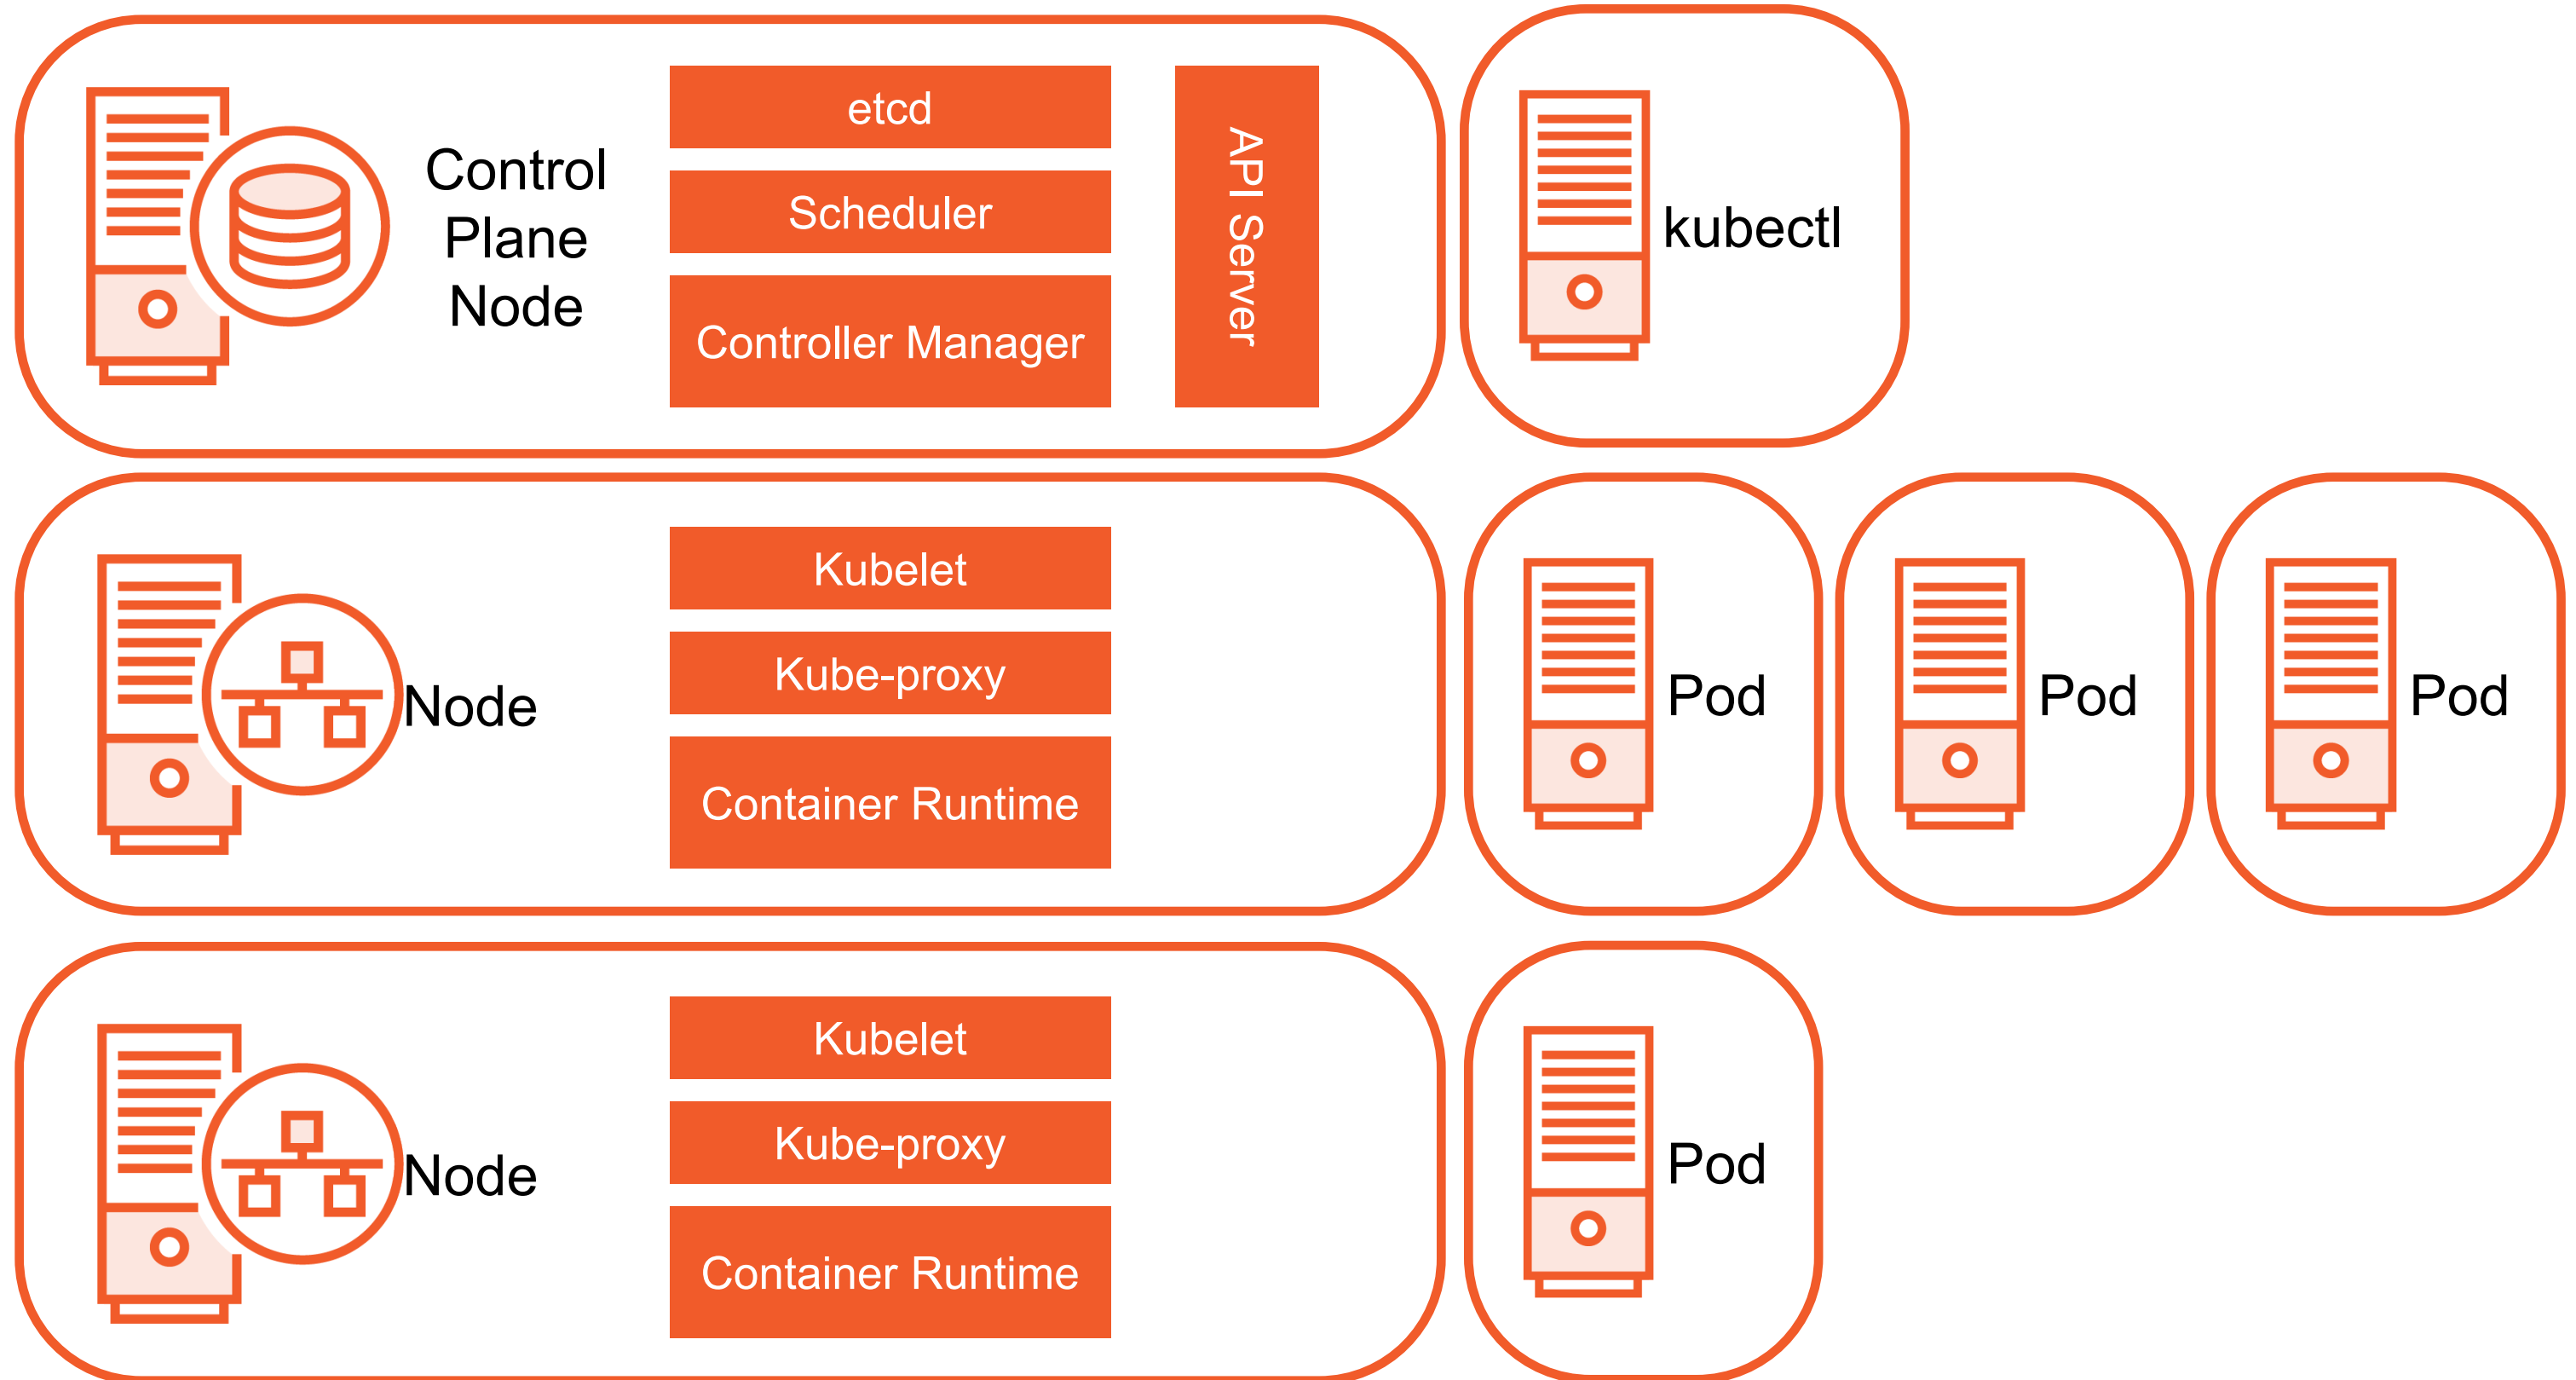 Control
Plane
Node
etcd
Scheduler
Controller Manager
API Server
kubectl
Node
Kubelet
Kube-proxy
Container Runtime
Pod
Pod
Pod
Node
Kubelet
Kube-proxy
Container Runtime
Pod